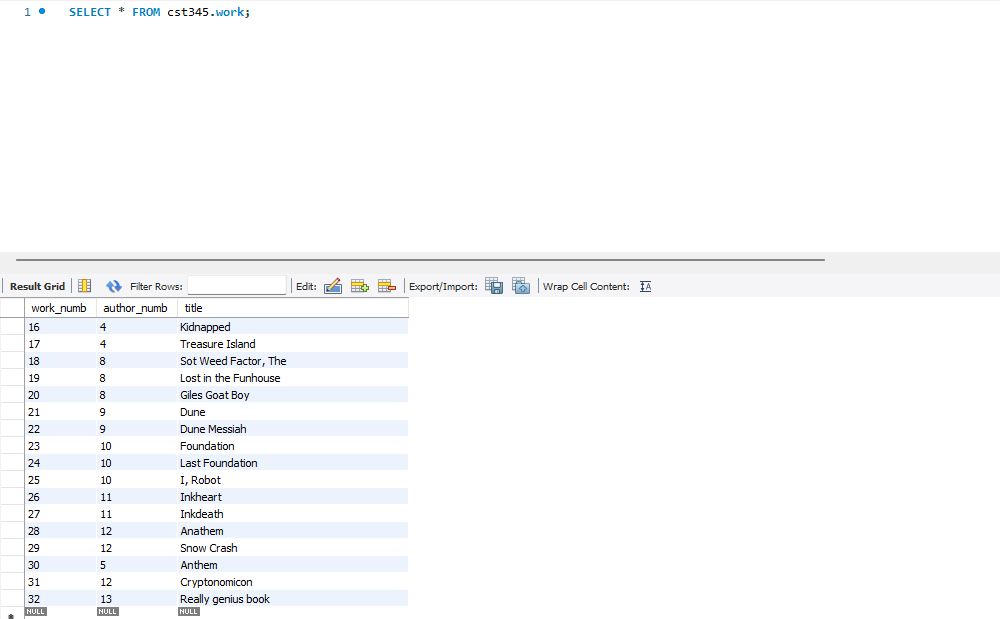 1 SELECT * FROM cst345.work;
Result Grid Filter Rows: Edit: Export/Import: Wrap Cell Content: IA
work_numb author_numb title
16 4 Kidnapped
17 4 Treasure Island
18 8 Sot Weed Factor, The
19 8 Lost in the Funhouse
20 8 Giles Goat Boy
21 9 Dune
22 9 Dune Messiah
23 10 Foundation
24 10 Last Foundation
25 10 I, Robot
26 11 Inkheart
27 11 Inkdeath
28 12 Anathem
29 12 Snow Crash
30 5 Anthem
31 12 Cryptonomicon
32 13 Really genius book
NULL NULL NULL